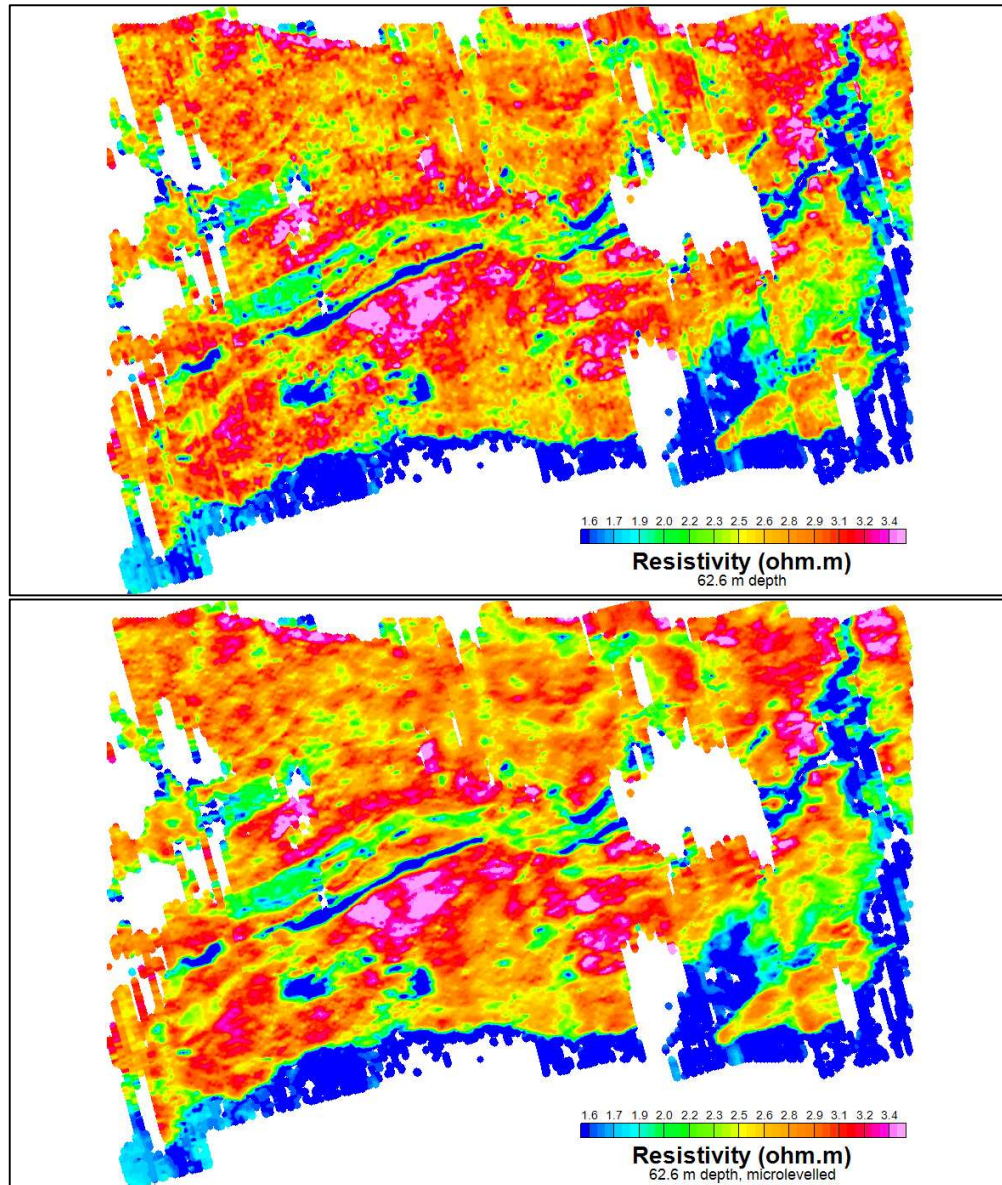 1.6 1.7 1.9 2.0 2.2 2.3 2.5 2.6 2.8 2.9 3.1 3.2 3.4
Resistivity (ohm.m)
62.6 m depth
1.6 1.7 1.9 2.0 2.2 2.3 2.5 2.6 2.8 2.9 3.1 3.2 3.4
Resistivity (ohm.m)
62.6 m depth, microlevelled